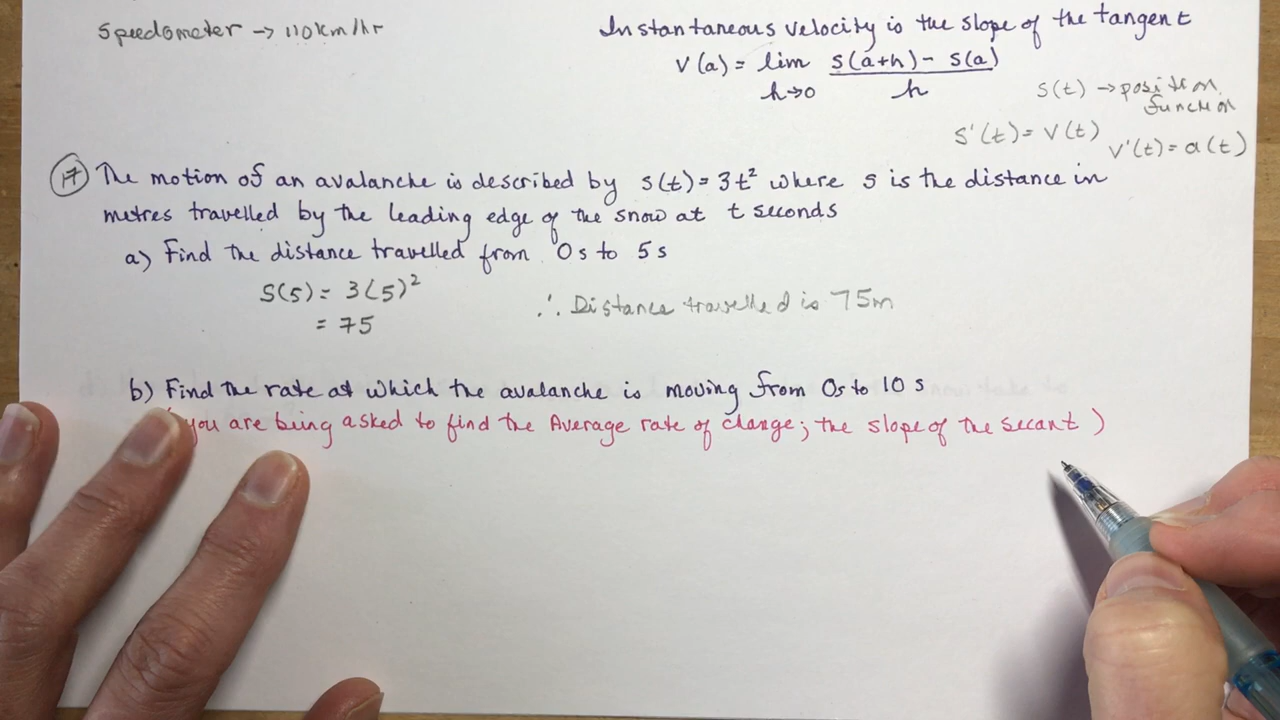 Speedometer → 110km/hr
Instantaneous velocity is the slope of the tangent
v(a) = lim s(a+h) - s(a)
h→0 h
s(t) → position
function
s'(t) = v(t)
v'(t) = a(t)
17 The motion of an avalanche is described by s(t) = 3t² where s is the distance in
metres travelled by the leading edge of the snow at t seconds
a) Find the distance travelled from 0s to 5s
s(5) = 3(5)²
= 75
∴ Distance travelled is 75m
b) Find the rate at which the avalanche is moving from 0s to 10s
(you are being asked to find the Average rate of change; the slope of the secant)